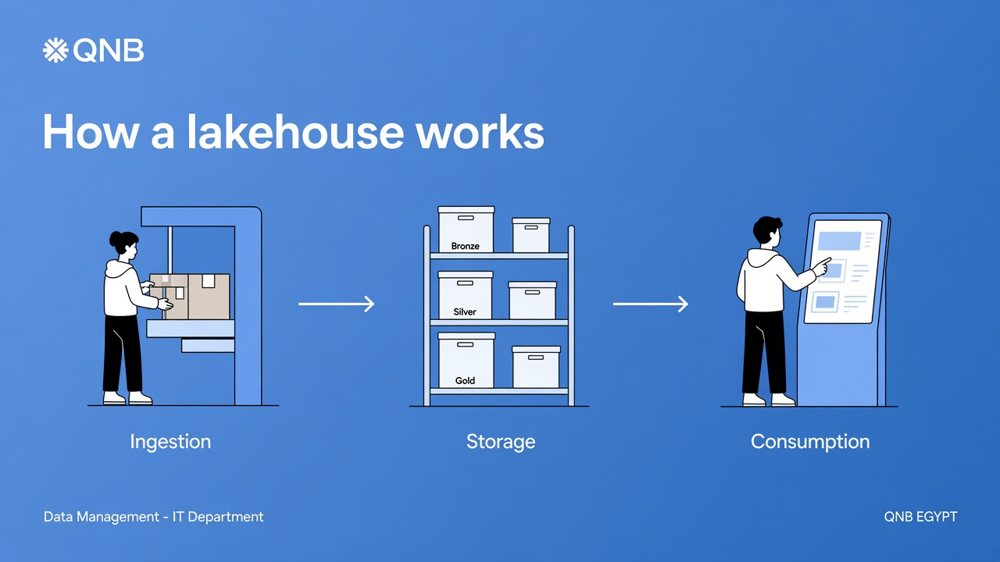 QNB
How a lakehouse works
Bronze
Silver
Gold
Ingestion
Storage
Consumption
Data Management - IT Department
QNB EGYPT